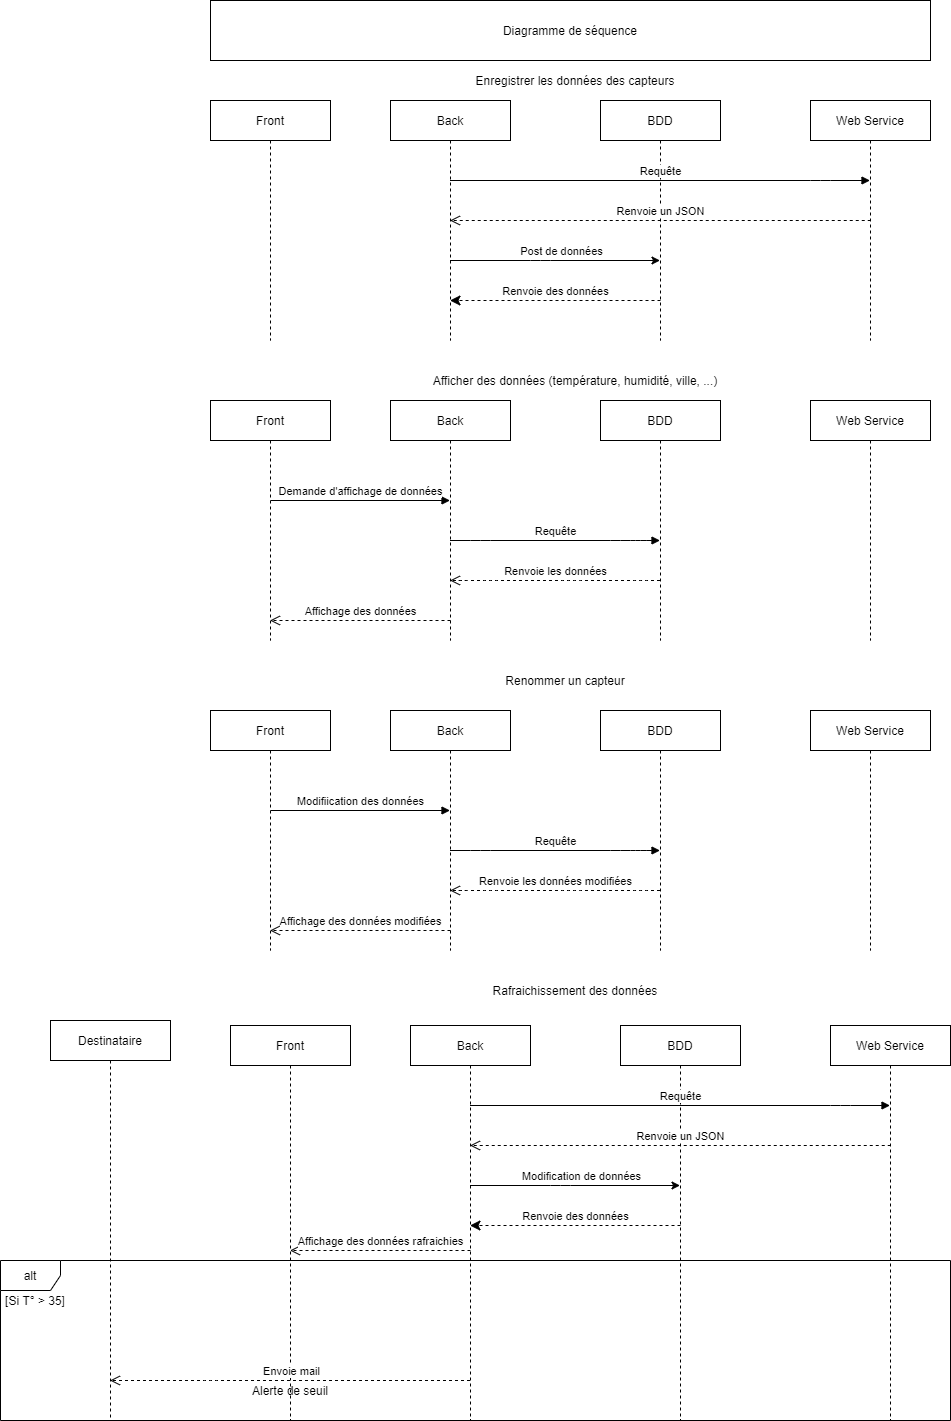 Diagramme de séquence
Enregistrer les données des capteurs
Front
Back
BDD
Web Service
Requête
Renvoie un JSON
Post de données
Renvoie des données
Afficher des données (température, humidité, ville, ...)
Front
Back
BDD
Web Service
Demande d'affichage de données
Requête
Renvoie les données
Affichage des données
Renommer un capteur
Front
Back
BDD
Web Service
Modifiication des données
Requête
Renvoie les données modifiées
Affichage des données modifiées
Rafraichissement des données
Destinataire
Front
Back
BDD
Web Service
Requête
Renvoie un JSON
Modification de données
Renvoie des données
Affichage des données rafraichies
alt
[Si T° > 35]
Envoie mail
Alerte de seuil